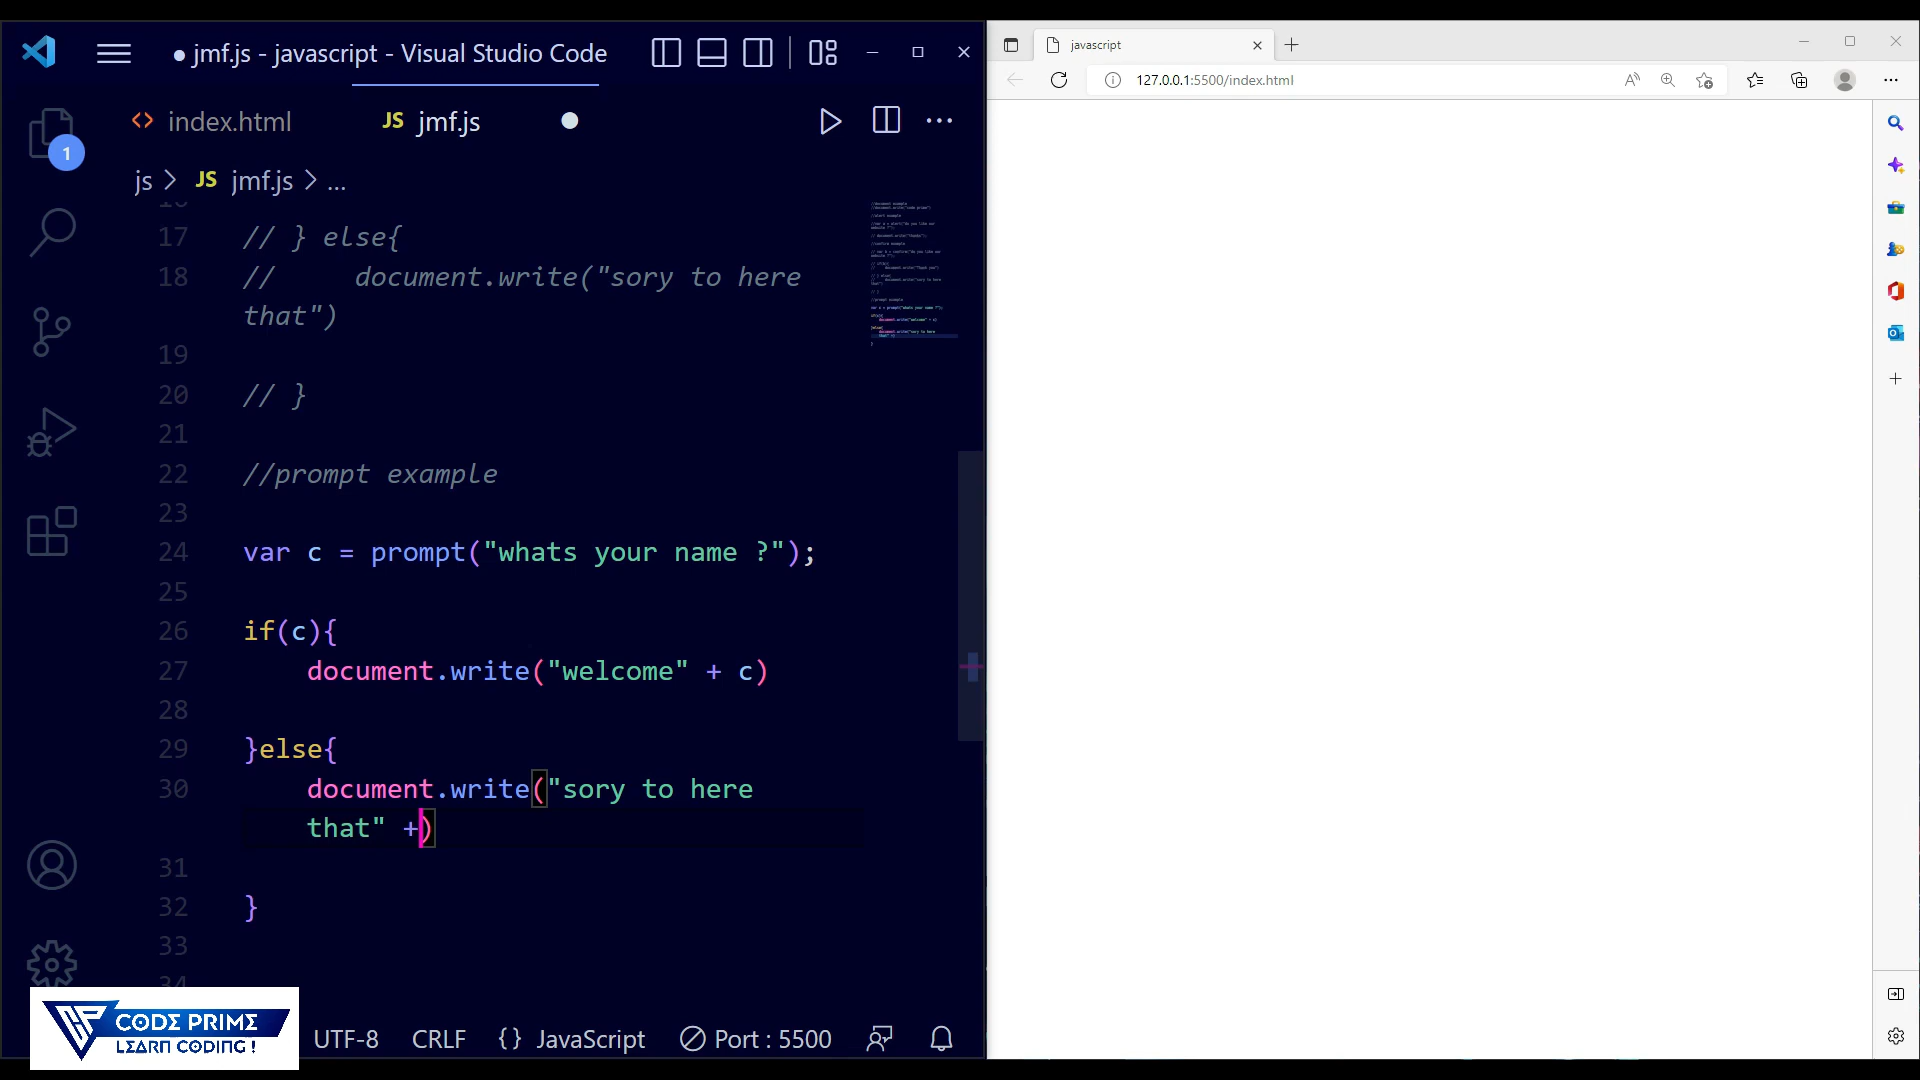 jmf.js - javascript - Visual Studio Code
index.html
JS jmf.js
1
js > JS jmf.js > ...
17 // } else{
18 //     document.write("sory to here
that")
19
20 // }
21
22 //prompt example
23
24 var c = prompt("whats your name ?");
25
26 if(c){
27     document.write("welcome" + c)
28
29 }else{
30     document.write("sory to here
that" +)
31
32 }
33
34
CODE PRIME
LEARN CODING !
UTF-8 CRLF {} JavaScript Port : 5500
javascript
127.0.0.1:5500/index.html